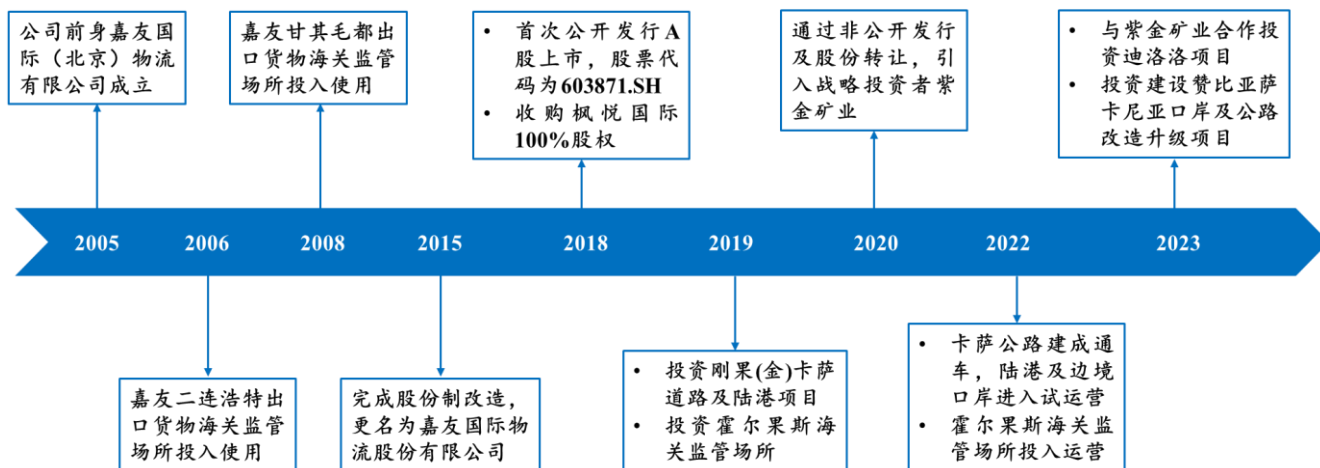 公司前身嘉友国
际（北京）物流
有限公司成立
嘉友甘其毛都出
口货物海关监管
场所投入使用
• 首次公开发行A
股上市，股票代
码为603871.SH
• 收购枫悦国际
100%股权
通过非公开发行
及股份转让，引
入战略投资者紫
金矿业
• 与紫金矿业合作投
资迪洛洛项目
• 投资建设赞比亚萨
卡尼亚口岸及公路
改造升级项目
2005 2006 2008 2015 2018 2019 2020 2022 2023
嘉友二连浩特出
口货物海关监管
场所投入使用
完成股份制改造，
更名为嘉友国际物
流股份有限公司
• 投资刚果(金)卡萨
道路及陆港项目
• 投资霍尔果斯海
关监管场所
• 卡萨公路建成通
车，陆港及边境
口岸进入试运营
• 霍尔果斯海关监
管场所投入运营